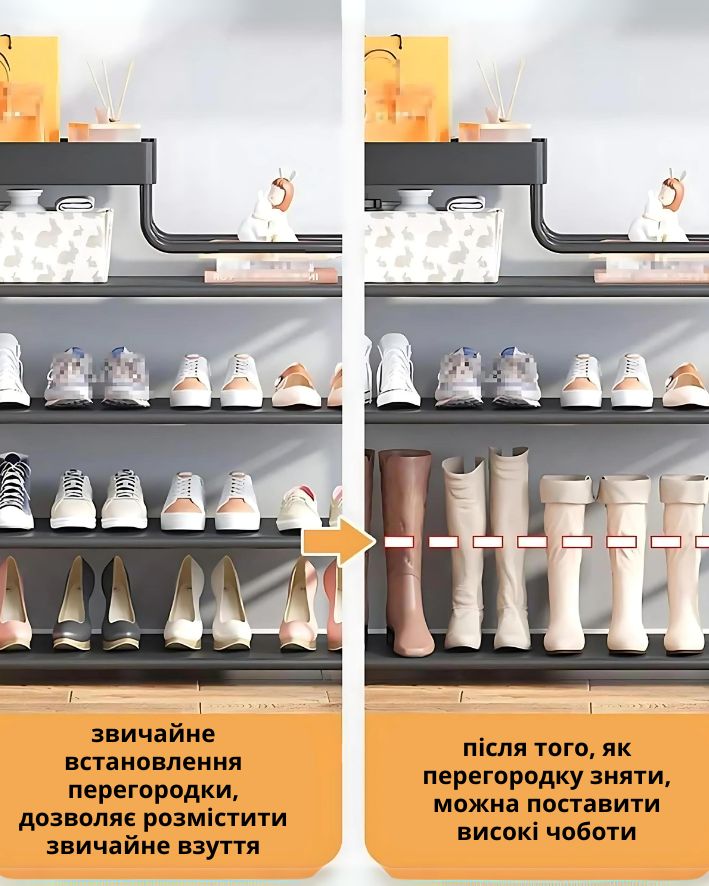 звичайне
встановлення
перегородки,
дозволяє розмістити
звичайне взуття
після того, як
перегородку зняти,
можна поставити
високі чоботи